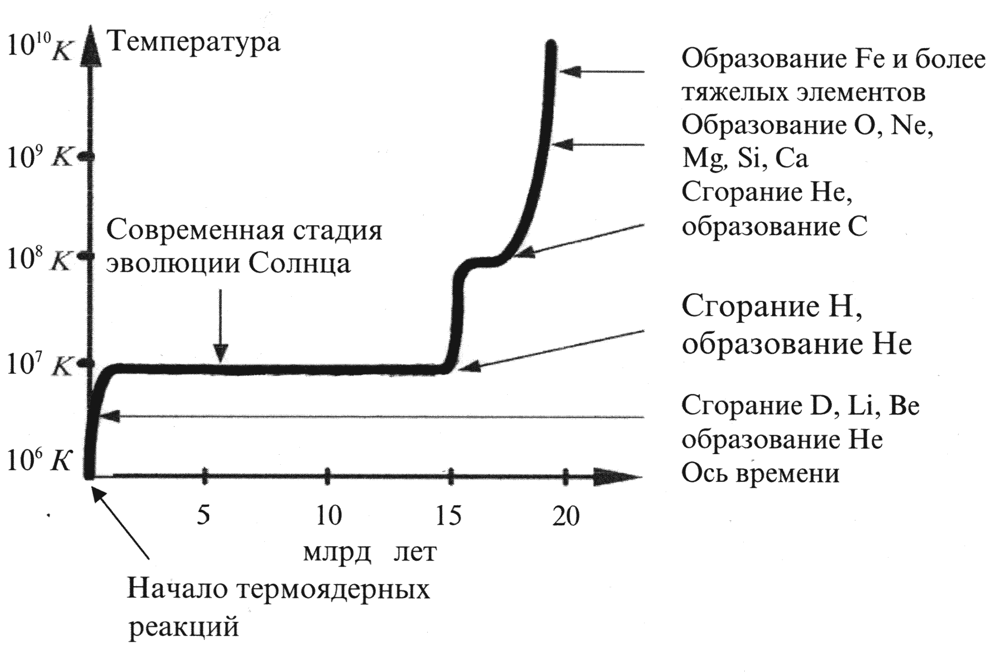 10¹⁰ K
Температура
10⁹ K
10⁸ K
10⁷ K
10⁶ K
Современная стадия
эволюции Солнца
Образование Fe и более
тяжелых элементов
Образование O, Ne,
Mg, Si, Ca
Сгорание He,
образование C
Сгорание H,
образование He
Сгорание D, Li, Be
образование He
Ось времени
5 10 15 20
млрд лет
Начало термоядерных
реакций